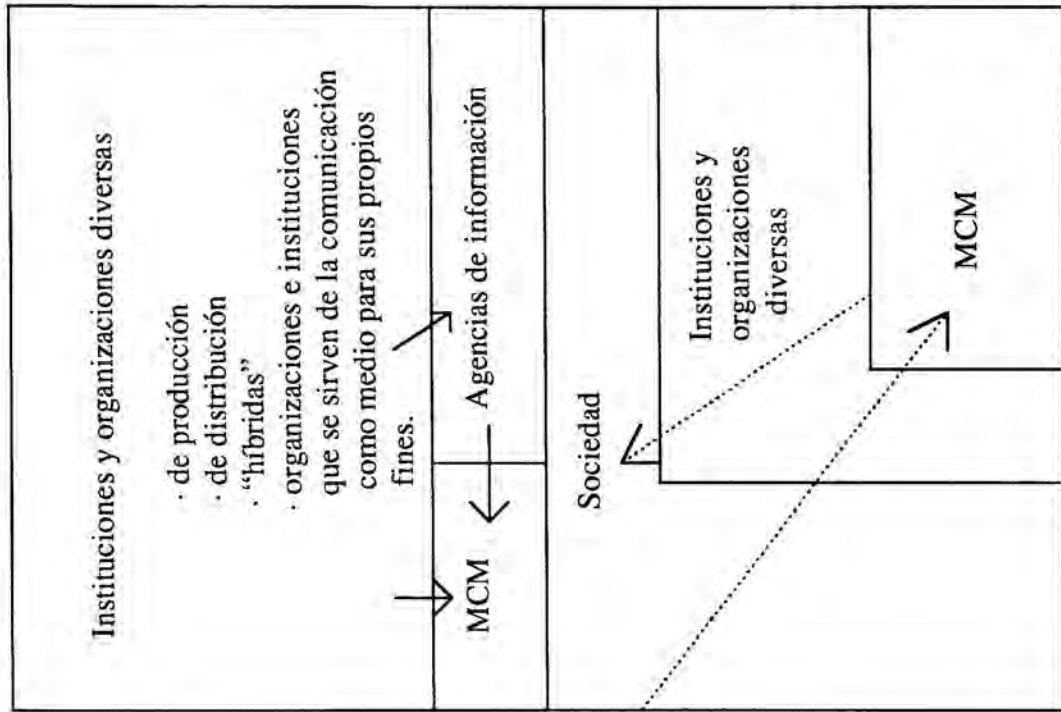 Instituciones y organizaciones diversas
· de producción
· de distribución
· “híbridas”
· organizaciones e instituciones
que se sirven de la comunicación
como medio para sus propios
fines.
MCM
Agencias de información
Sociedad
Instituciones y
organizaciones
diversas
MCM